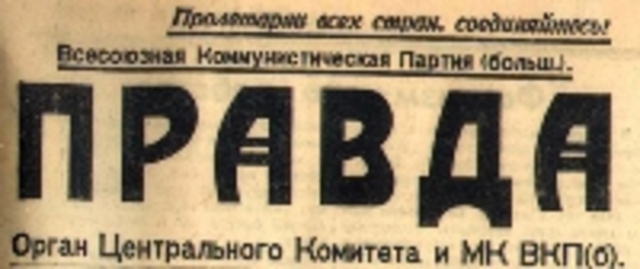 Пролетарии всех стран, соединяйтесь!
Всесоюзная Коммунистическая Партия (больш.).
ПРАВДА
Орган Центрального Комитета и МК ВКП(б).